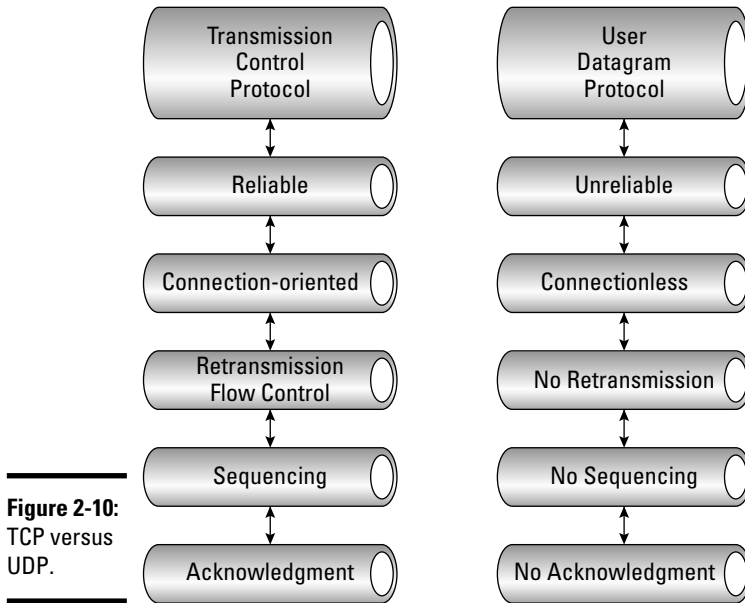 Transmission
Control
Protocol
User
Datagram
Protocol
Reliable
Unreliable
Connection-oriented
Connectionless
Retransmission
Flow Control
No Retransmission
Sequencing
No Sequencing
Acknowledgment
No Acknowledgment
Figure 2-10:
TCP versus
UDP.